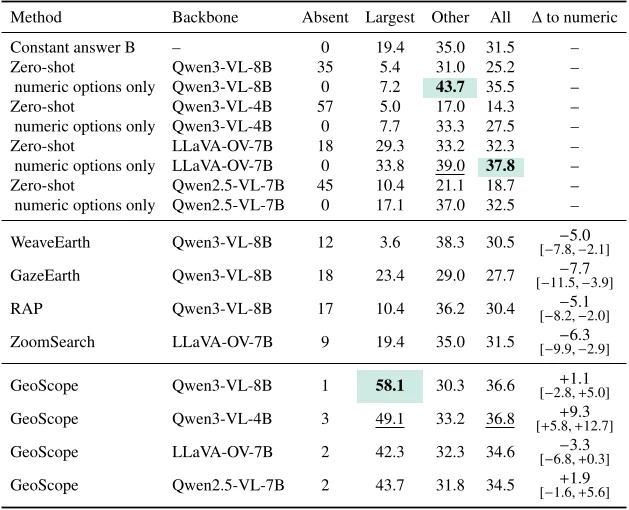 Method Backbone Absent Largest Other All Δ to numeric
Constant answer B – 0 19.4 35.0 31.5 –
Zero-shot Qwen3-VL-8B 35 5.4 31.0 25.2 –
numeric options only Qwen3-VL-8B 0 7.2 43.7 35.5 –
Zero-shot Qwen3-VL-4B 57 5.0 17.0 14.3 –
numeric options only Qwen3-VL-4B 0 7.7 33.3 27.5 –
Zero-shot LLaVA-OV-7B 18 29.3 33.2 32.3 –
numeric options only LLaVA-OV-7B 0 33.8 39.0 37.8 –
Zero-shot Qwen2.5-VL-7B 45 10.4 21.1 18.7 –
numeric options only Qwen2.5-VL-7B 0 17.1 37.0 32.5 –
WeaveEarth Qwen3-VL-8B 12 3.6 38.3 30.5 −5.0
[−7.8, −2.1]
GazeEarth Qwen3-VL-8B 18 23.4 29.0 27.7 −7.7
[−11.5, −3.9]
RAP Qwen3-VL-8B 17 10.4 36.2 30.4 −5.1
[−8.2, −2.0]
ZoomSearch LLaVA-OV-7B 9 19.4 35.0 31.5 −6.3
[−9.9, −2.9]
GeoScope Qwen3-VL-8B 1 58.1 30.3 36.6 +1.1
[−2.8, +5.0]
GeoScope Qwen3-VL-4B 3 49.1 33.2 36.8 +9.3
[+5.8, +12.7]
GeoScope LLaVA-OV-7B 2 42.3 32.3 34.6 −3.3
[−6.8, +0.3]
GeoScope Qwen2.5-VL-7B 2 43.7 31.8 34.5 +1.9
[−1.6, +5.6]